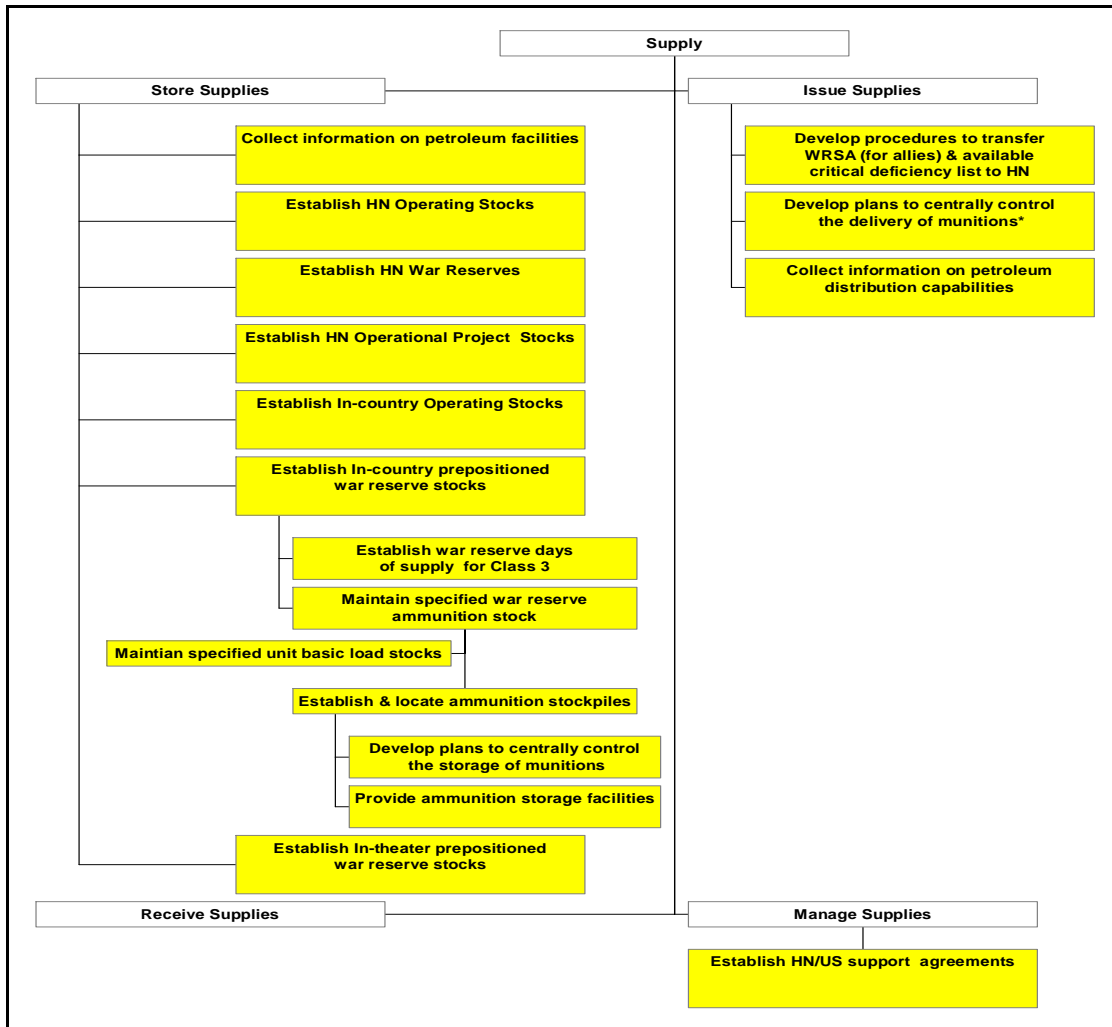 Supply
Store Supplies
Issue Supplies
Collect information on petroleum facilities
Establish HN Operating Stocks
Establish HN War Reserves
Establish HN Operational Project Stocks
Establish In-country Operating Stocks
Establish In-country prepositioned
war reserve stocks
Establish war reserve days
of supply for Class 3
Maintain specified war reserve
ammunition stock
Maintian specified unit basic load stocks
Establish & locate ammunition stockpiles
Develop plans to centrally control
the storage of munitions
Provide ammunition storage facilities
Establish In-theater prepositioned
war reserve stocks
Develop procedures to transfer
WRSA (for allies) & available
critical deficiency list to HN
Develop plans to centrally control
the delivery of munitions*
Collect information on petroleum
distribution capabilities
Receive Supplies
Manage Supplies
Establish HN/US support agreements